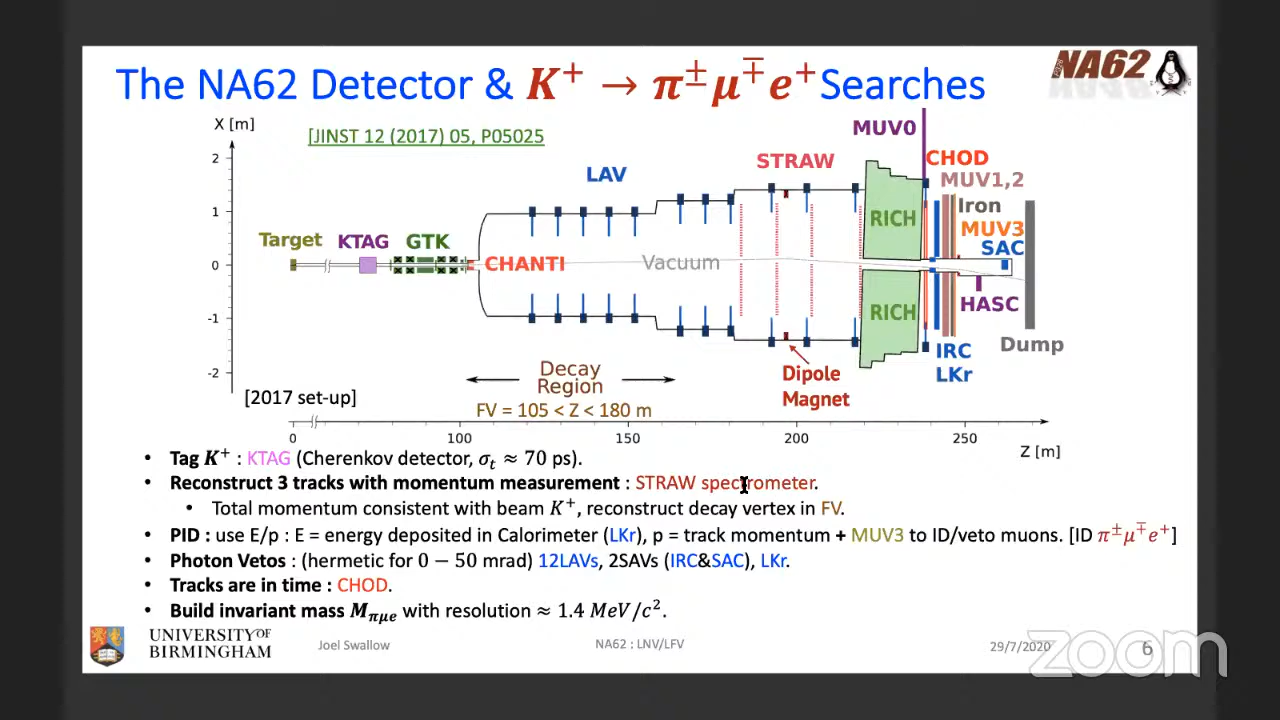 The NA62 Detector & K⁺ → π±μ∓e⁺ Searches
NA62
X [m]
[JINST 12 (2017) 05, P05025
MUV0
STRAW
CHOD
LAV
MUV1,2
2
1
0
-1
-2
RICH
Iron
MUV3
SAC
Target
KTAG
GTK
CHANTI
Vacuum
RICH
HASC
Dump
IRC
LKr
Decay
Region
Dipole
Magnet
[2017 set-up]
FV = 105 < Z < 180 m
0 100 150 200 250
Z [m]
• Tag K⁺ : KTAG (Cherenkov detector, σₜ ≈ 70 ps).
• Reconstruct 3 tracks with momentum measurement : STRAW spectrometer.
• Total momentum consistent with beam K⁺, reconstruct decay vertex in FV.
• PID : use E/p : E = energy deposited in Calorimeter (LKr), p = track momentum + MUV3 to ID/veto muons. [ID π±μ∓e⁺]
• Photon Vetos : (hermetic for 0 − 50 mrad) 12LAVs, 2SAVs (IRC&SAC), LKr.
• Tracks are in time : CHOD.
• Build invariant mass M_πμe with resolution ≈ 1.4 MeV/c².
UNIVERSITY OF
BIRMINGHAM
Joel Swallow
NA62 : LNV/LFV
29/7/2020
6
zoom